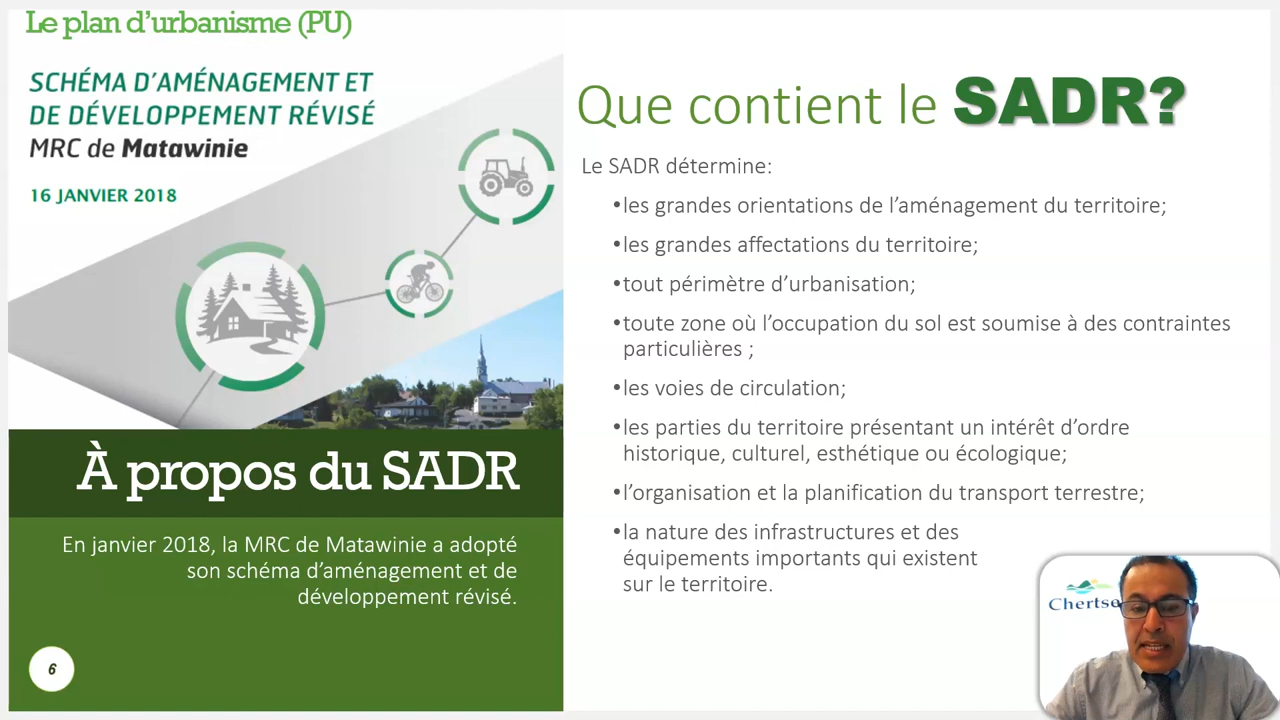 Le plan d’urbanisme (PU)
SCHÉMA D’AMÉNAGEMENT ET
DE DÉVELOPPEMENT RÉVISÉ
MRC de Matawinie
16 JANVIER 2018
À propos du SADR
En janvier 2018, la MRC de Matawinie a adopté
son schéma d’aménagement et de
développement révisé.
6
Que contient le SADR?
Le SADR détermine:
•les grandes orientations de l’aménagement du territoire;
•les grandes affectations du territoire;
•tout périmètre d’urbanisation;
•toute zone où l’occupation du sol est soumise à des contraintes
particulières ;
•les voies de circulation;
•les parties du territoire présentant un intérêt d’ordre
historique, culturel, esthétique ou écologique;
•l’organisation et la planification du transport terrestre;
•la nature des infrastructures et des
équipements importants qui existent
sur le territoire.
Chertse